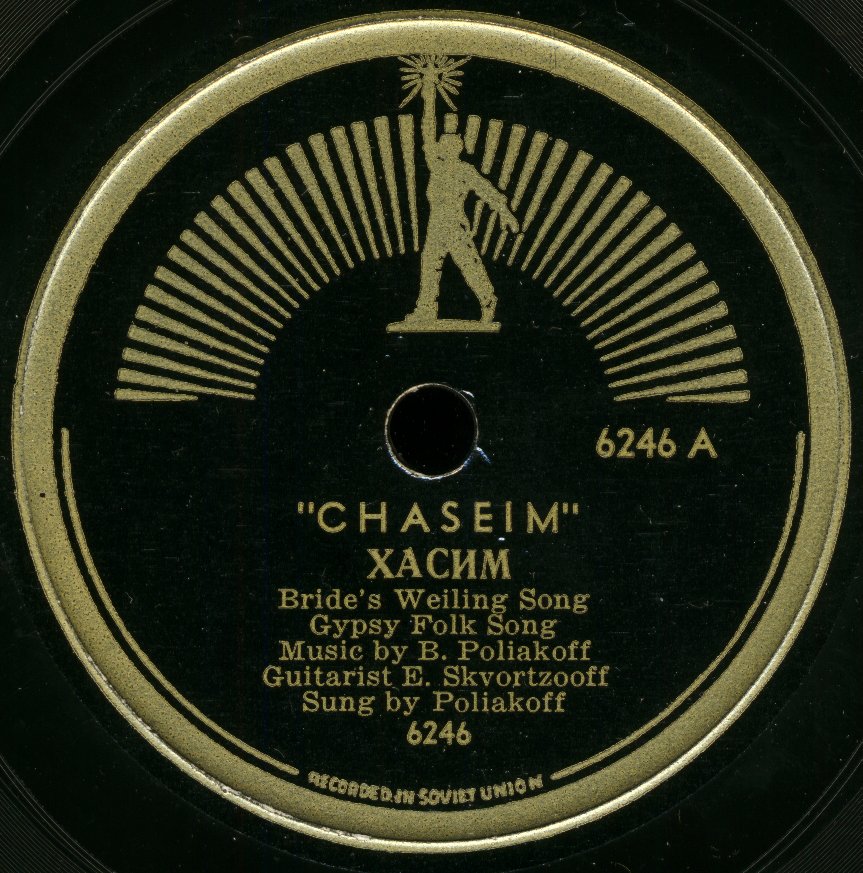 6246 A
"CHASEIM"
ХАСИМ
Bride's Weiling Song
Gypsy Folk Song
Music by B. Poliakoff
Guitarist E. Skvortzooff
Sung by Poliakoff
6246
RECORDED IN SOVIET UNION